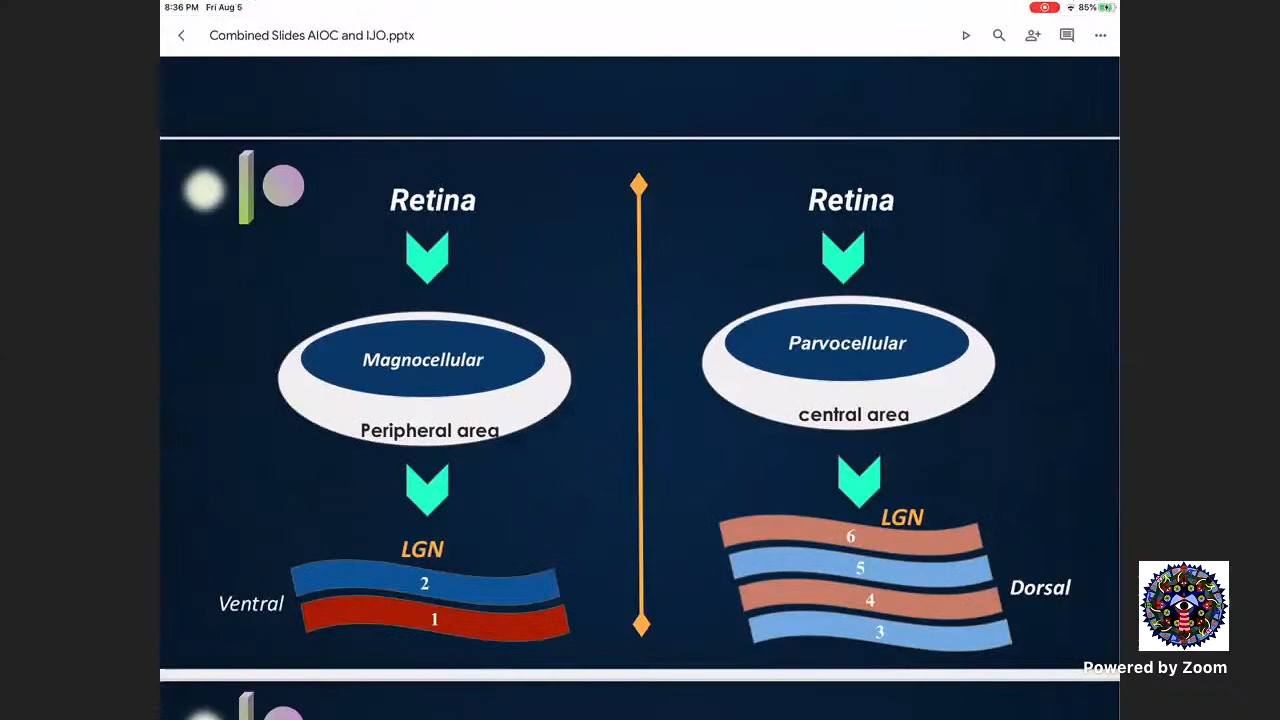 8:36 PM Fri Aug 5
85%
Combined Slides AIOC and IJO.pptx
Retina
Magnocellular
Peripheral area
LGN
2
Ventral
1
Retina
Parvocellular
central area
LGN
6
5
Dorsal
4
3
Powered by Zoom